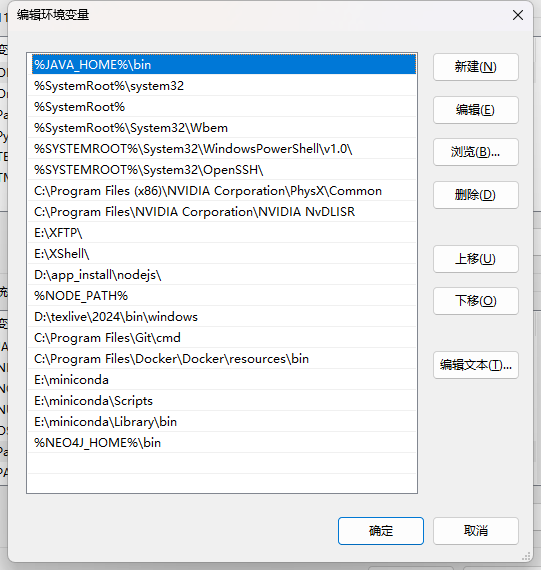 编辑环境变量
%JAVA_HOME%\bin
%SystemRoot%\system32
%SystemRoot%
%SystemRoot%\System32\Wbem
%SYSTEMROOT%\System32\WindowsPowerShell\v1.0\
%SYSTEMROOT%\System32\OpenSSH\
C:\Program Files (x86)\NVIDIA Corporation\PhysX\Common
C:\Program Files\NVIDIA Corporation\NVIDIA NvDLISR
E:\XFTP\
E:\XShell\
D:\app_install\nodejs\
%NODE_PATH%
D:\texlive\2024\bin\windows
C:\Program Files\Git\cmd
C:\Program Files\Docker\Docker\resources\bin
E:\miniconda
E:\miniconda\Scripts
E:\miniconda\Library\bin
%NEO4J_HOME%\bin
新建(N)
编辑(E)
浏览(B)...
删除(D)
上移(U)
下移(O)
编辑文本(T)...
确定
取消